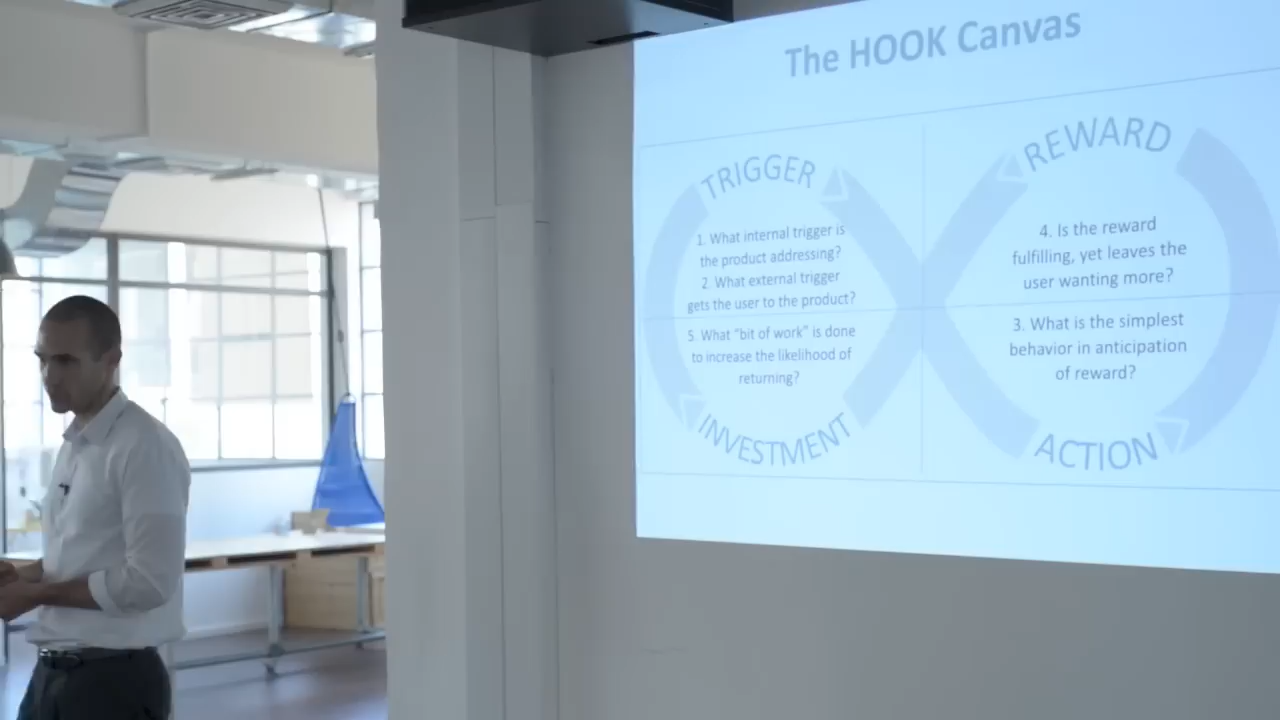 The HOOK Canvas
TRIGGER
1. What internal trigger is
the product addressing?
2. What external trigger
gets the user to the product?
5. What "bit of work" is done
to increase the likelihood of
returning?
INVESTMENT
REWARD
4. Is the reward
fulfilling, yet leaves the
user wanting more?
3. What is the simplest
behavior in anticipation
of reward?
ACTION